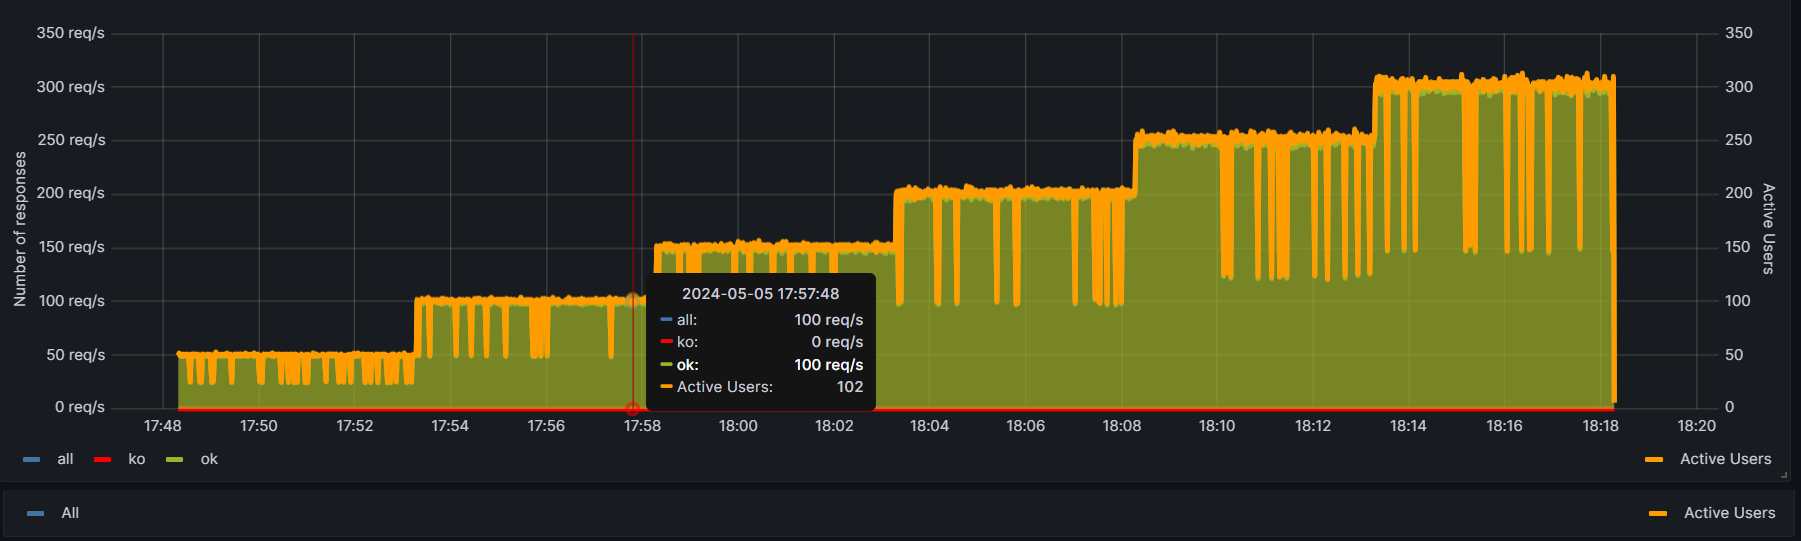 350 req/s
300 req/s
250 req/s
200 req/s
150 req/s
100 req/s
50 req/s
0 req/s
Number of responses
350
300
250
200
150
100
50
0
Active Users
2024-05-05 17:57:48
all: 100 req/s
ko: 0 req/s
ok: 100 req/s
Active Users: 102
17:48 17:50 17:52 17:54 17:56 17:58 18:00 18:02 18:04 18:06 18:08 18:10 18:12 18:14 18:16 18:18 18:20
all ko ok Active Users
All Active Users